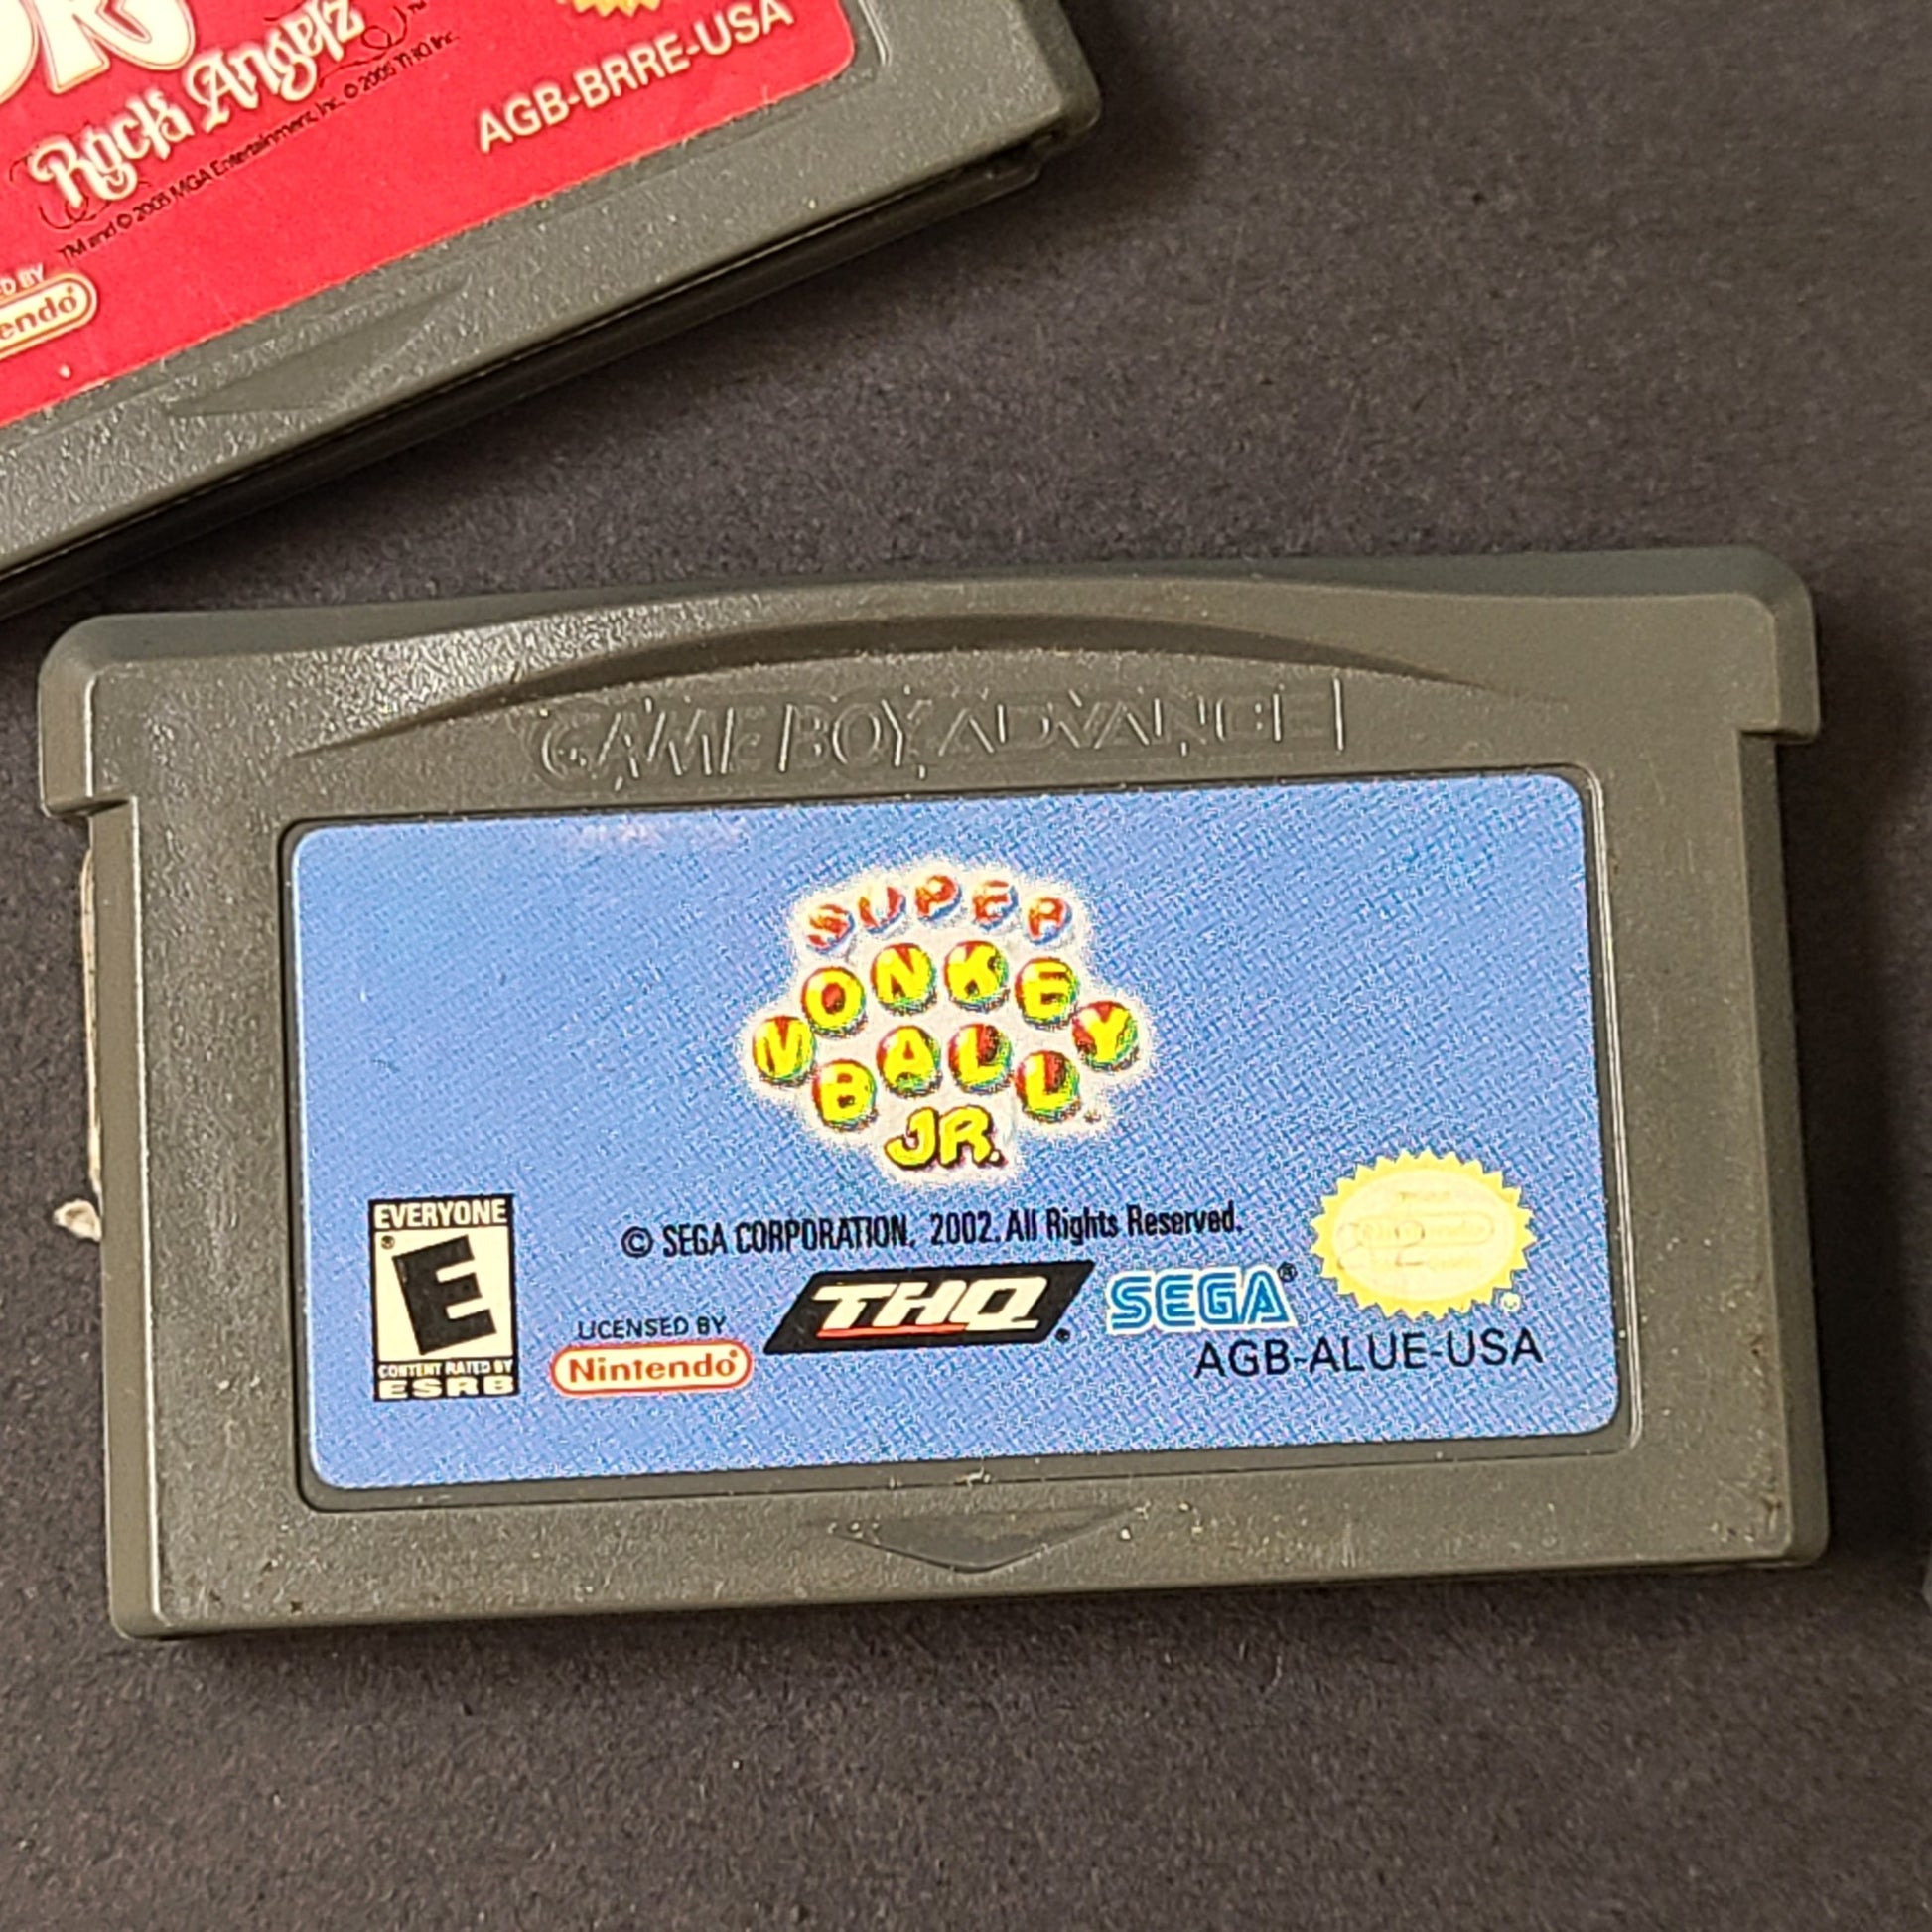 Rock Angelz
TM and © 2005 MGA Entertainment, Inc. © 2005 THQ Inc.
AGB-BRRE-USA
GAME BOY ADVANCE
SUPER
MONKEY
BALL
JR.
EVERYONE
E
CONTENT RATED BY
ESRB
© SEGA CORPORATION, 2002. All Rights Reserved.
LICENSED BY
Nintendo®
THQ®
SEGA®
AGB-ALUE-USA